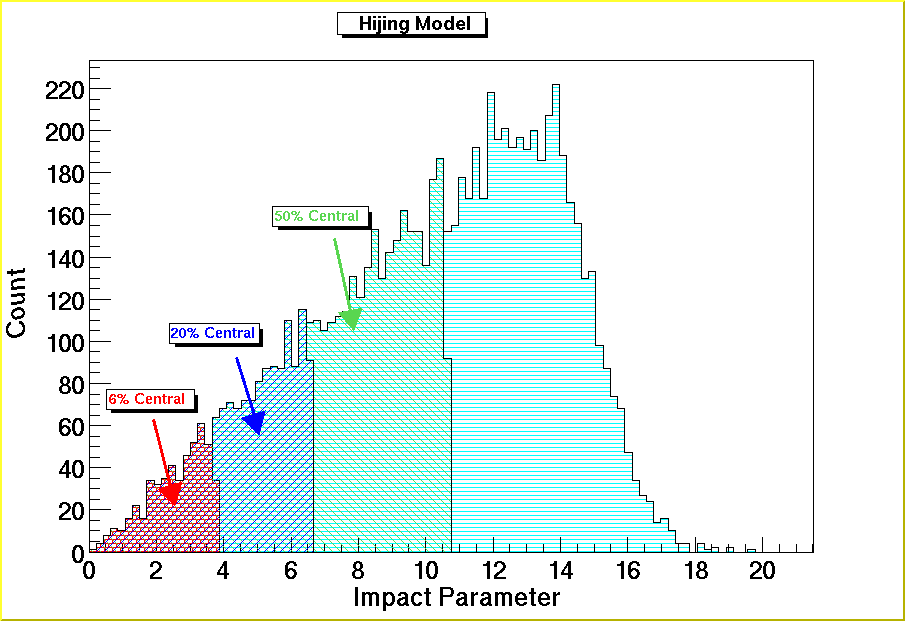 Hijing Model
220
200
180
160
140
120
100
80
60
40
20
0
Count
50% Central
20% Central
6% Central
0 2 4 6 8 10 12 14 16 18 20
Impact Parameter